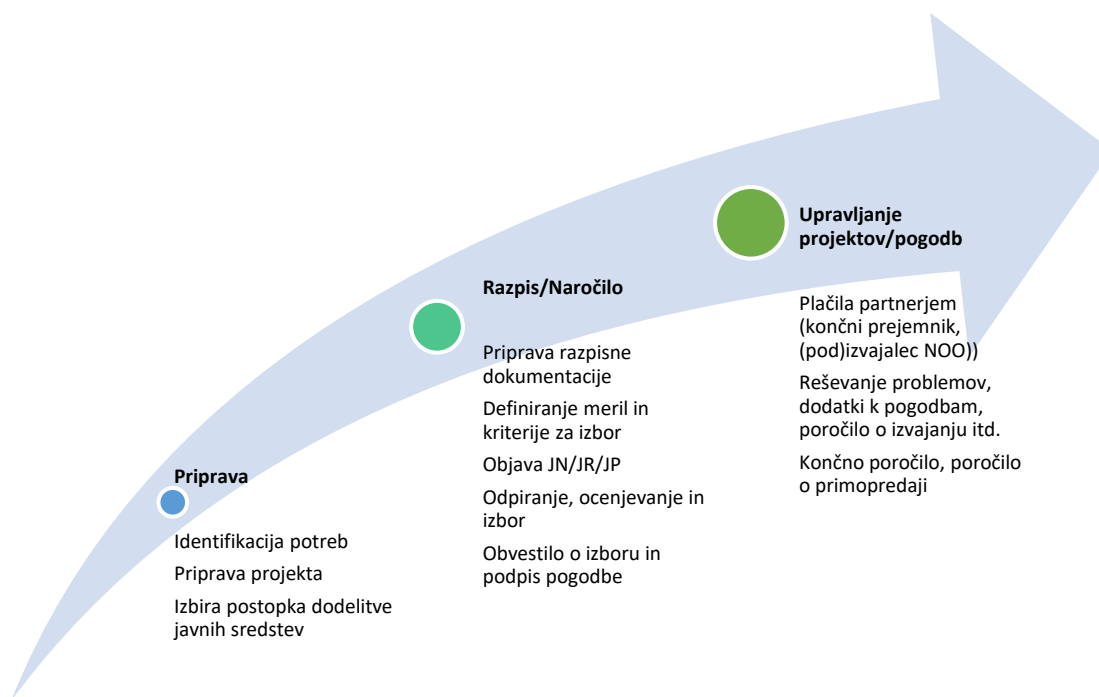 Priprava
Identifikacija potreb
Priprava projekta
Izbira postopka dodelitve
javnih sredstev
Razpis/Naročilo
Priprava razpisne
dokumentacije
Definiranje meril in
kriterije za izbor
Objava JN/JR/JP
Odpiranje, ocenjevanje in
izbor
Obvestilo o izboru in
podpis pogodbe
Upravljanje
projektov/pogodb
Plačila partnerjem
(končni prejemnik,
(pod)izvajalec NOO))
Reševanje problemov,
dodatki k pogodbam,
poročilo o izvajanju itd.
Končno poročilo, poročilo
o primopredaji